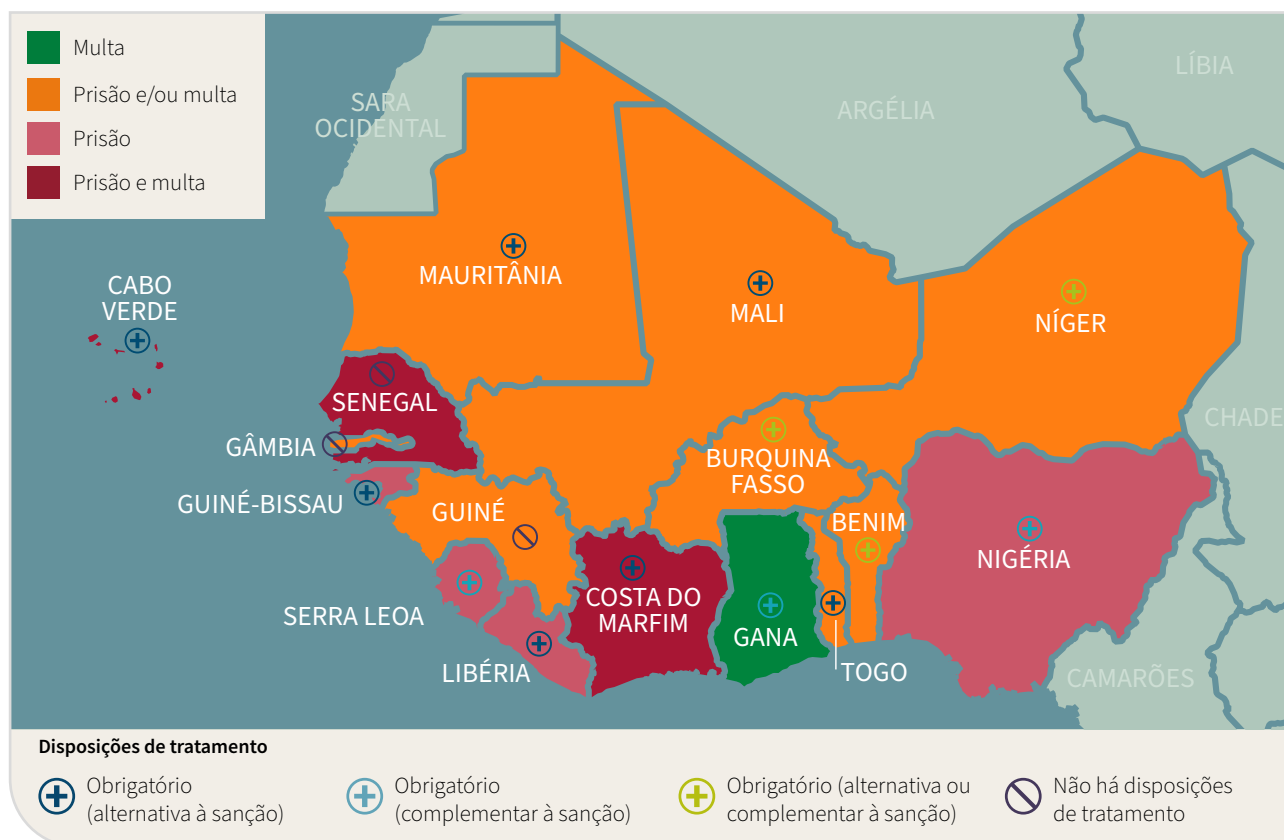 Multa
Prisão e/ou multa
Prisão
Prisão e multa
LÍBIA
SARA
OCIDENTAL
ARGÉLIA
MAURITÂNIA
CABO
VERDE
MALI
NÍGER
SENEGAL
CHADE
GÂMBIA
BURQUINA
FASSO
GUINÉ-BISSAU
GUINÉ
BENIM
NIGÉRIA
COSTA DO
MARFIM
SERRA LEOA
GANA
LIBÉRIA
TOGO
CAMARÕES
Disposições de tratamento
Obrigatório
(alternativa à sanção)
Obrigatório
(complementar à sanção)
Obrigatório (alternativa ou
complementar à sanção)
Não há disposições
de tratamento